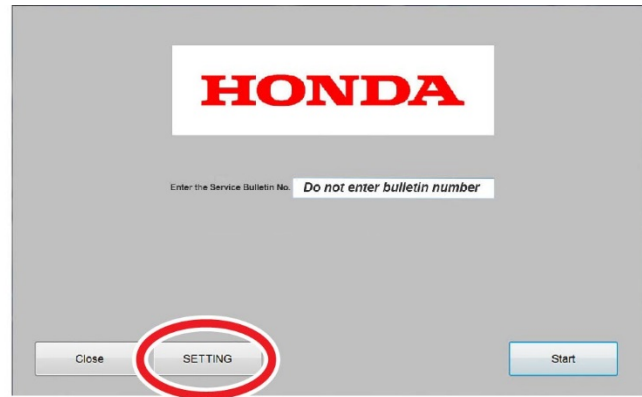 HONDA
Enter the Service Bulletin No. Do not enter bulletin number
Close SETTING Start